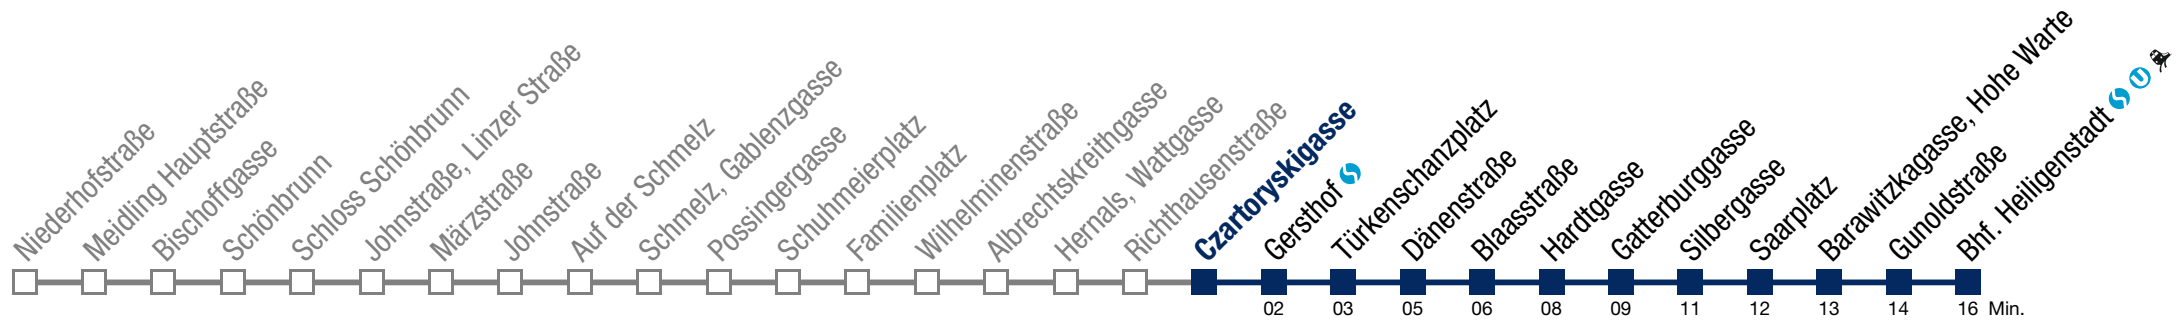 Niederhofstraße
Meidling Hauptstraße
Bischoffgasse
Schönbrunn
Schloss Schönbrunn
Johnstraße, Linzer Straße
Märzstraße
Johnstraße
Auf der Schmelz
Schmelz, Gablenzgasse
Possingergasse
Schuhmeierplatz
Familienplatz
Wilhelminenstraße
Albrechtskreithgasse
Hernals, Wattgasse
Richthausenstraße
Czartoryskigasse
Gersthof S
Türkenschanzplatz
Dänenstraße
Blaasstraße
Hardtgasse
Gatterburggasse
Silbergasse
Saarplatz
Barawitzkagasse, Hohe Warte
Gunoldstraße
Bhf. Heiligenstadt S U
02 03 05 06 08 09 11 12 13 14 16 Min.